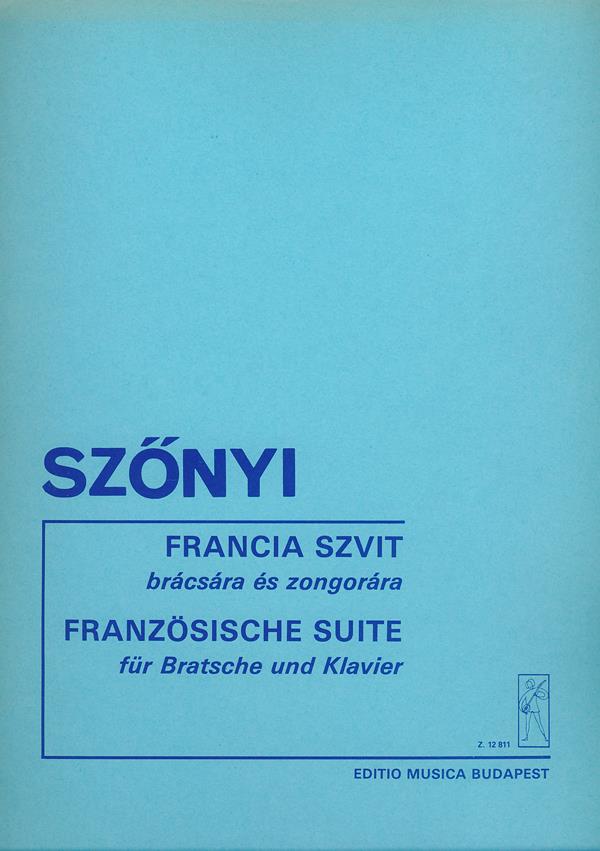 SZŐNYI
FRANCIA SZVIT
brácsára és zongorára
FRANZÖSISCHE SUITE
für Bratsche und Klavier
Z. 12 811
EDITIO MUSICA BUDAPEST